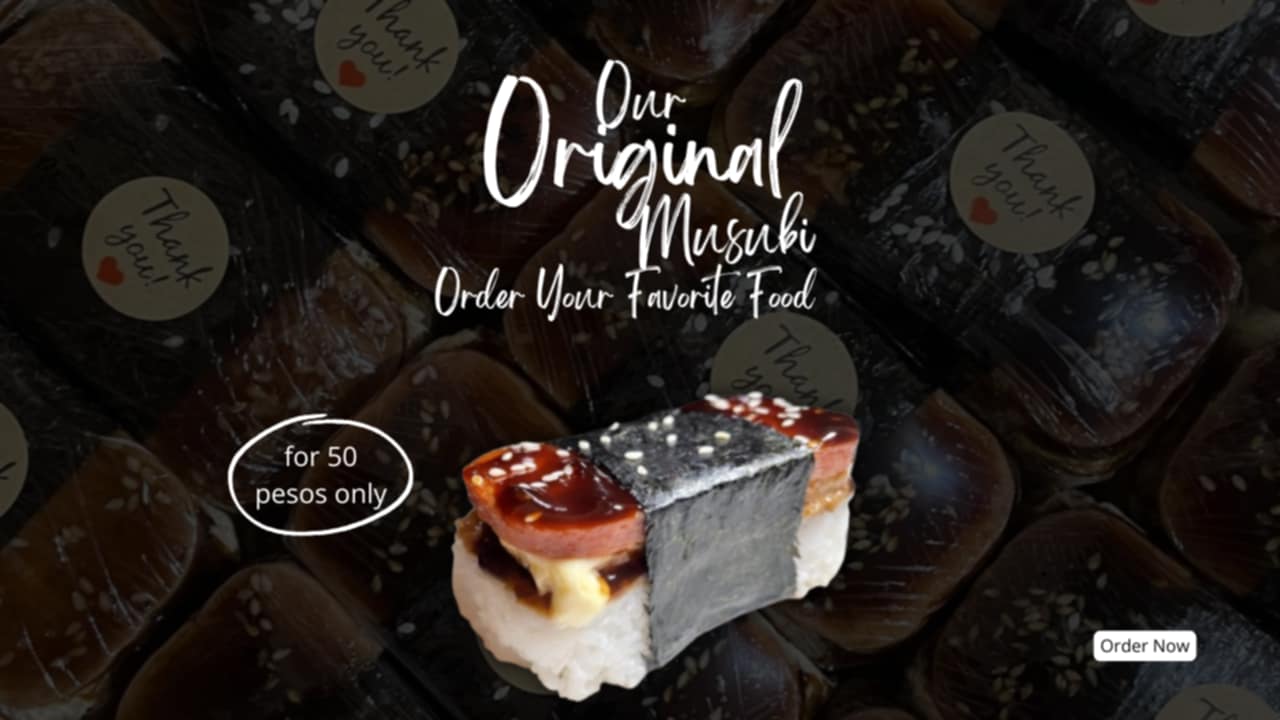 Our
Original
Musubi
Order Your Favorite Food
for 50
pesos only
Order Now
Thank
you!
Thank
you!
Thank
you!
Thank